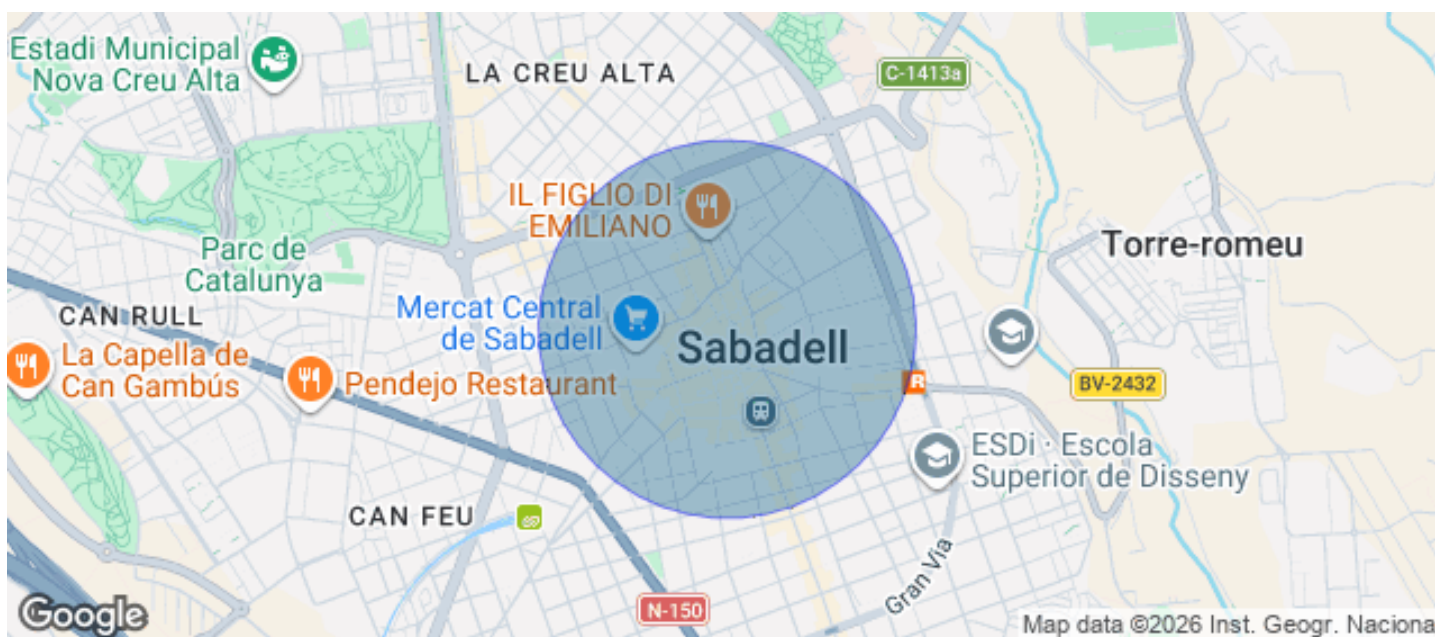 Estadi Municipal
Nova Creu Alta
LA CREU ALTA
C-1413a
IL FIGLIO DI
EMILIANO
Parc de
Catalunya
Torre-romeu
CAN RULL
Mercat Central
de Sabadell
Sabadell
La Capella de
Can Gambús
Pendejo Restaurant
R
BV-2432
ESDi · Escola
Superior de Disseny
CAN FEU
Gran Via
N-150
Google
Map data ©2026 Inst. Geogr. Naciona